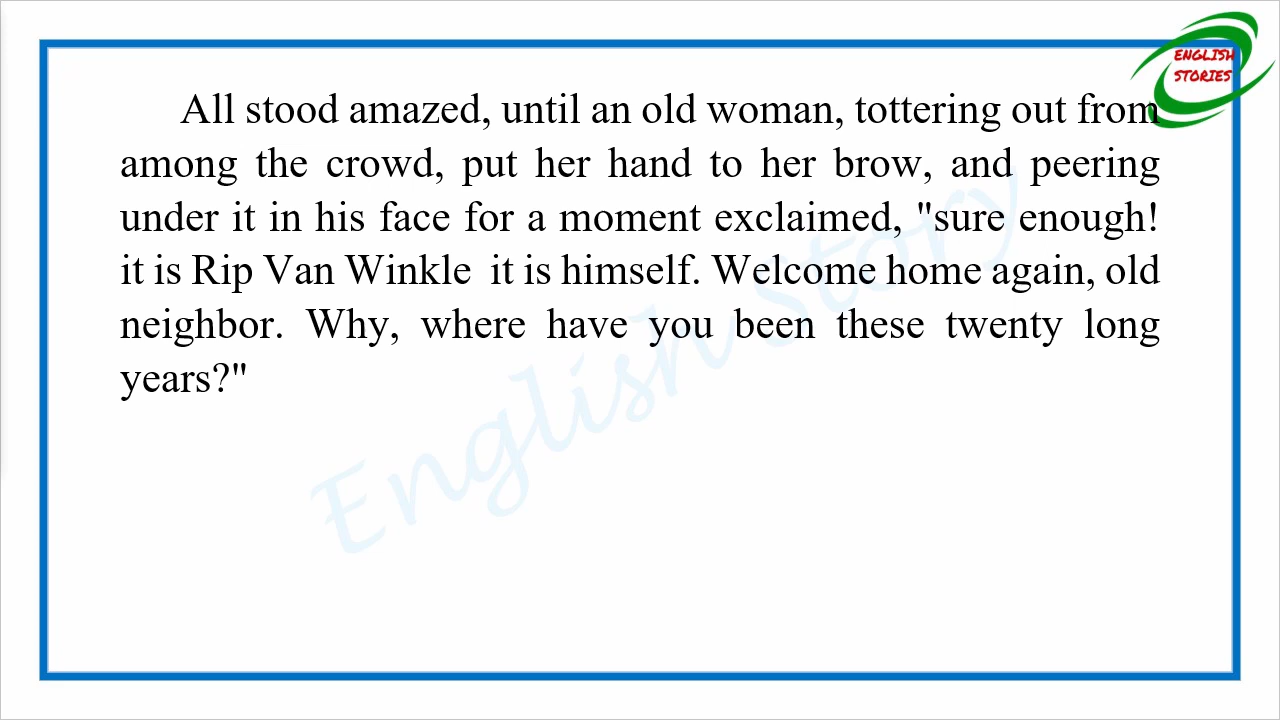 ENGLISH
STORIES
All stood amazed, until an old woman, tottering out from
among the crowd, put her hand to her brow, and peering
under it in his face for a moment exclaimed, "sure enough!
it is Rip Van Winkle  it is himself. Welcome home again, old
neighbor. Why, where have you been these twenty long
years?"
English Story